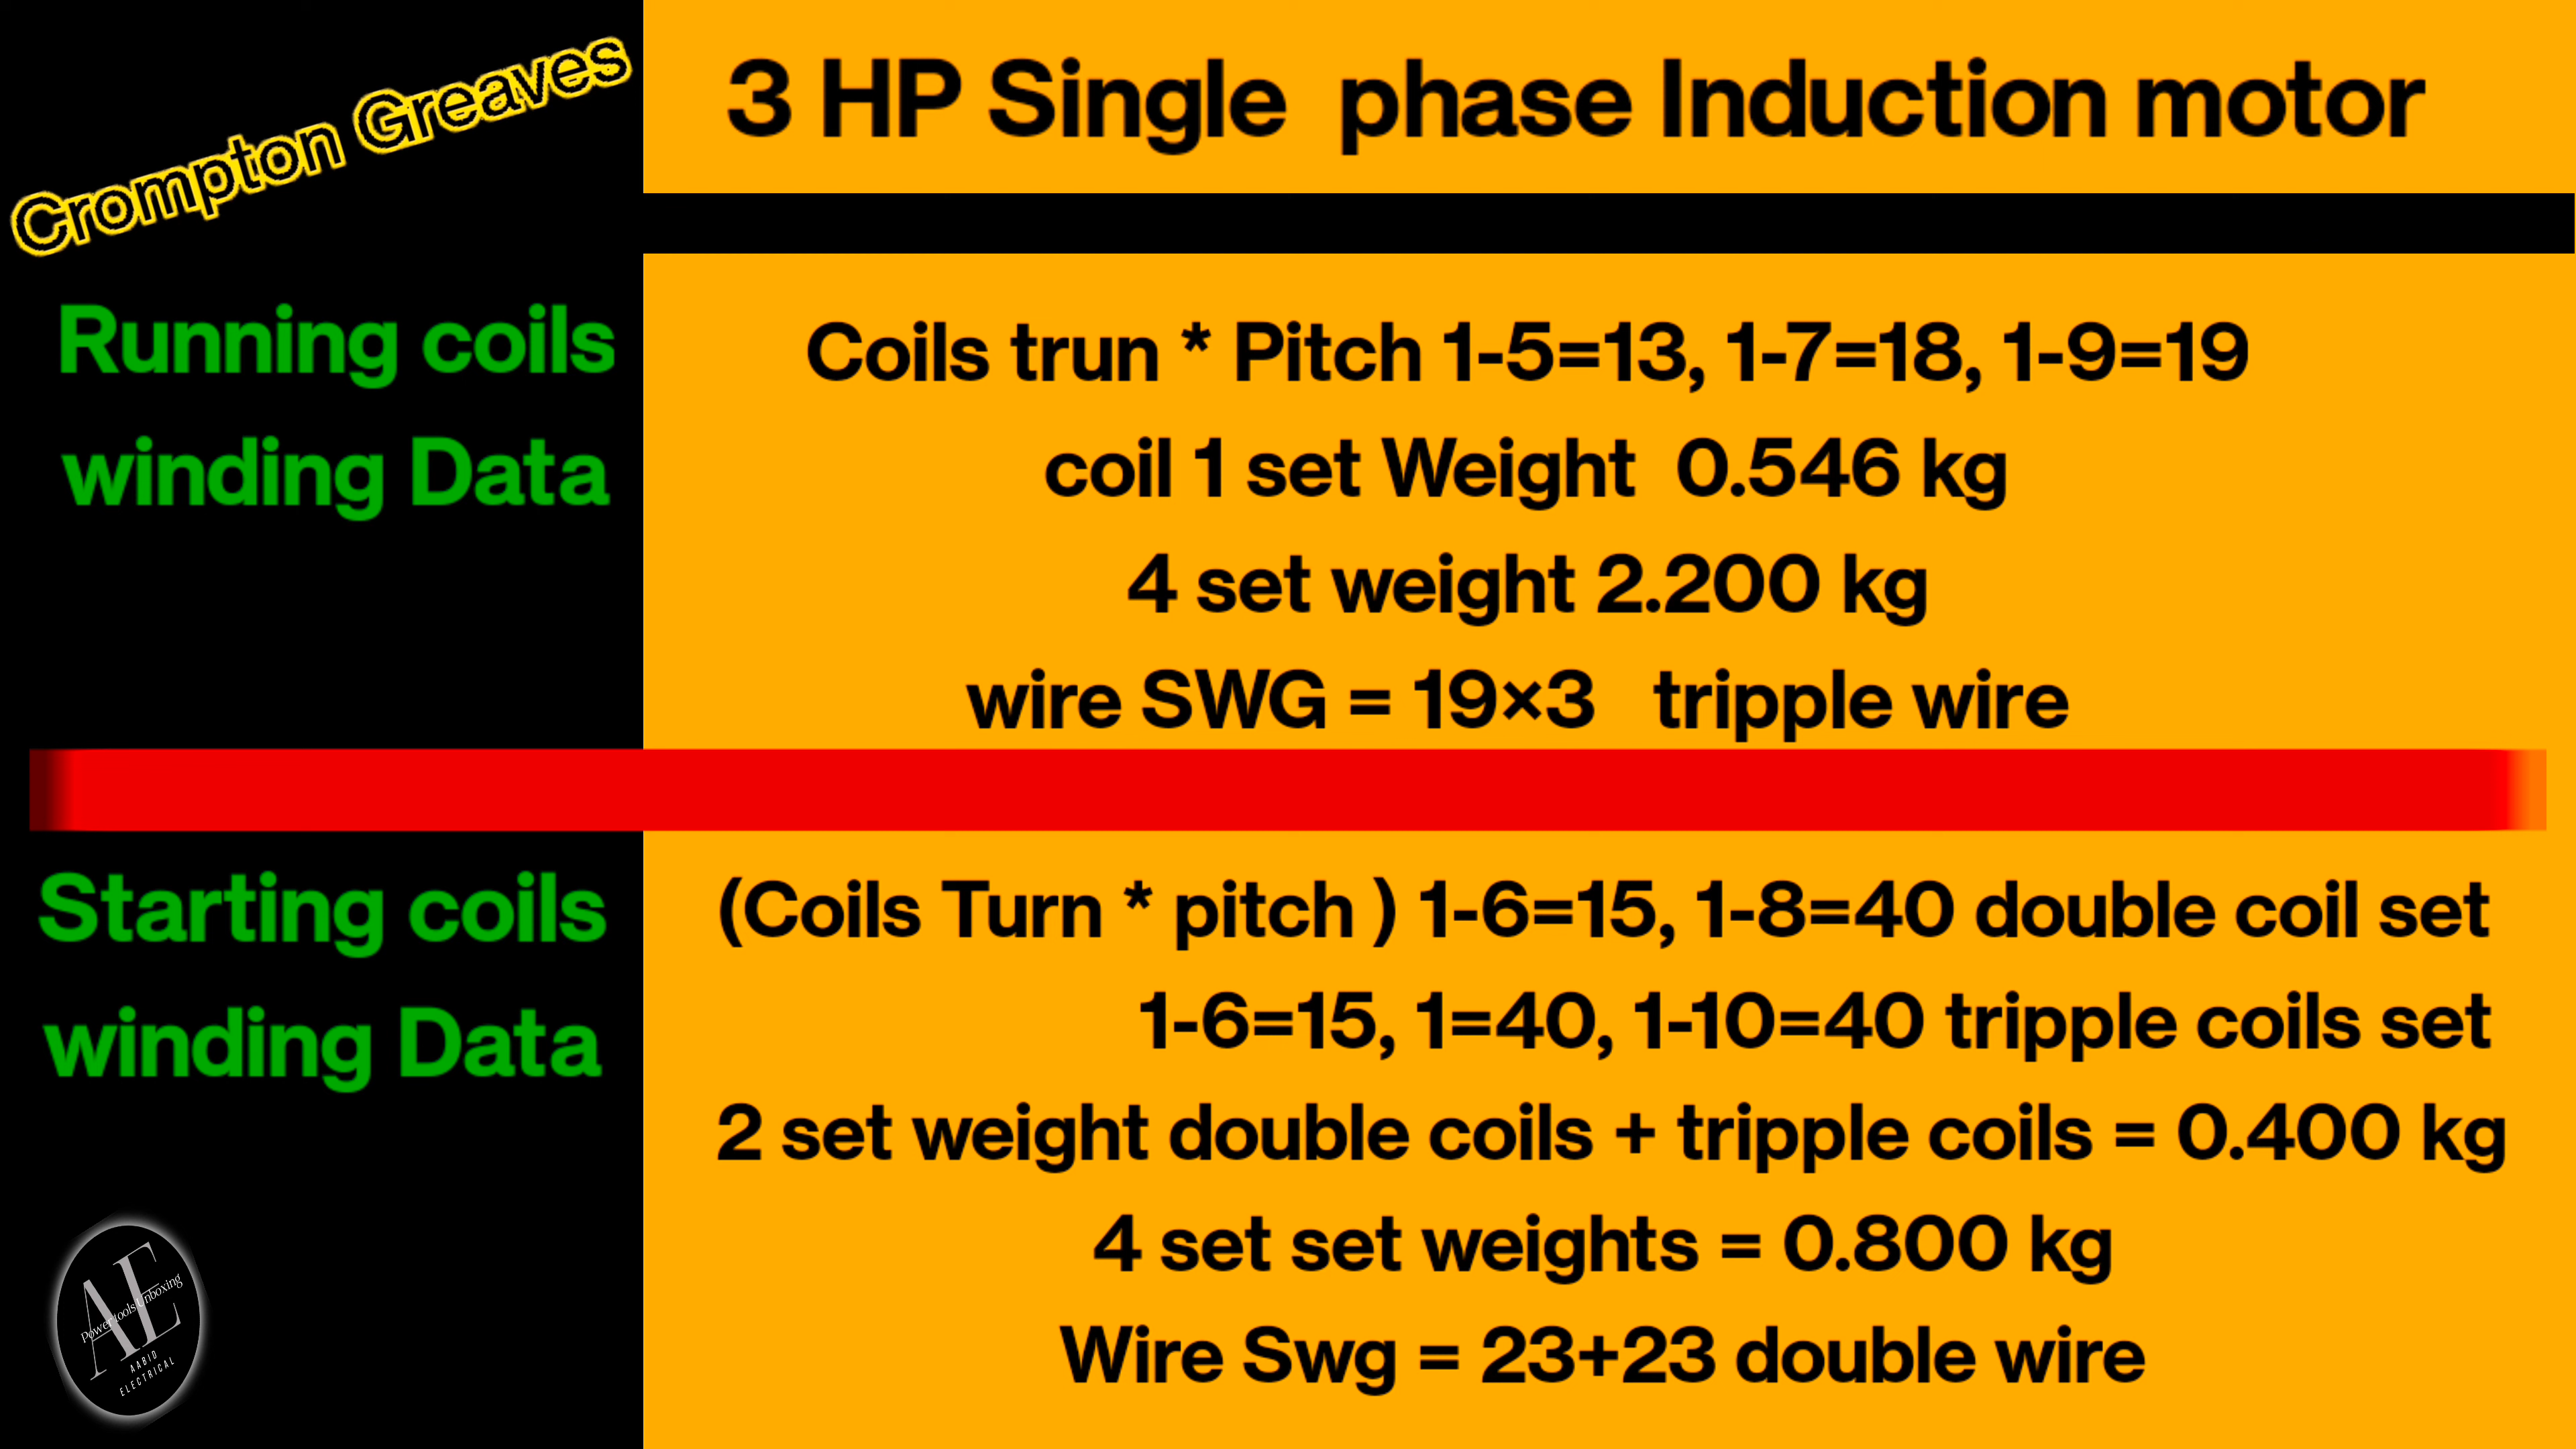 Crompton Greaves
3 HP Single phase Induction motor
Running coils
winding Data
Coils trun * Pitch 1-5=13, 1-7=18, 1-9=19
coil 1 set Weight 0.546 kg
4 set weight 2.200 kg
wire SWG = 19×3 tripple wire
Starting coils
winding Data
(Coils Turn * pitch ) 1-6=15, 1-8=40 double coil set
1-6=15, 1=40, 1-10=40 tripple coils set
2 set weight double coils + tripple coils = 0.400 kg
4 set set weights = 0.800 kg
Wire Swg = 23+23 double wire
AE
Power tools Unboxing
AABID
ELECTRICAL